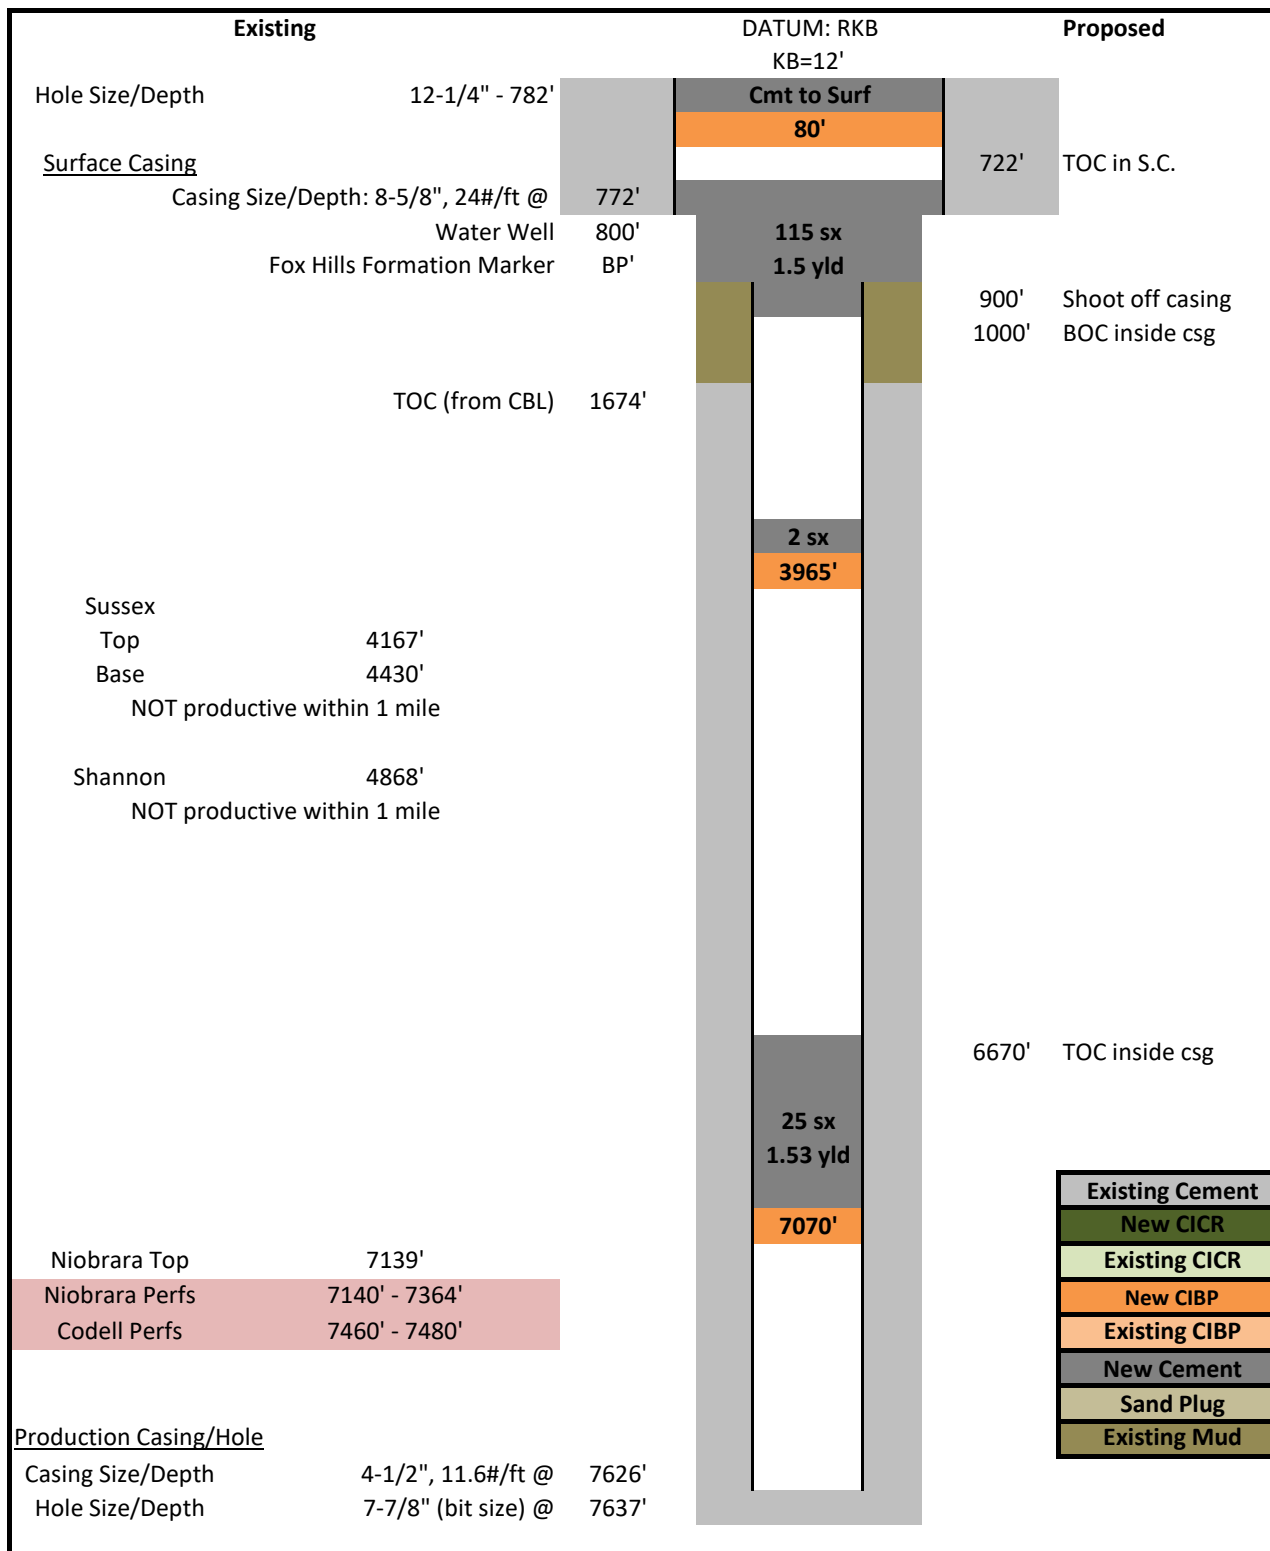 Existing DATUM: RKB Proposed
KB=12'
Hole Size/Depth 12-1/4" - 782' Cmt to Surf
80'
Surface Casing 722' TOC in S.C.
Casing Size/Depth: 8-5/8", 24#/ft @ 772'
Water Well 800' 115 sx
Fox Hills Formation Marker BP' 1.5 yld
900' Shoot off casing
1000' BOC inside csg
TOC (from CBL) 1674'
2 sx
3965'
Sussex
Top 4167'
Base 4430'
NOT productive within 1 mile
Shannon 4868'
NOT productive within 1 mile
6670' TOC inside csg
25 sx
1.53 yld
Existing Cement
7070' New CICR
Niobrara Top 7139' Existing CICR
Niobrara Perfs 7140' - 7364' New CIBP
Codell Perfs 7460' - 7480' Existing CIBP
New Cement
Sand Plug
Production Casing/Hole Existing Mud
Casing Size/Depth 4-1/2", 11.6#/ft @ 7626'
Hole Size/Depth 7-7/8" (bit size) @ 7637'